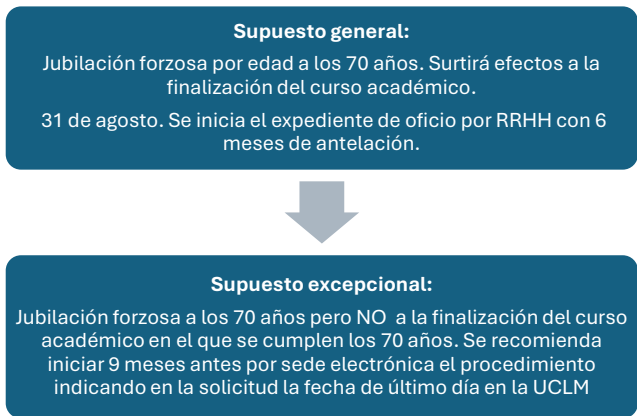 Supuesto general:
Jubilación forzosa por edad a los 70 años. Surtirá efectos a la
finalización del curso académico.
31 de agosto. Se inicia el expediente de oficio por RRHH con 6
meses de antelación.
Supuesto excepcional:
Jubilación forzosa a los 70 años pero NO  a la finalización del curso
académico en el que se cumplen los 70 años. Se recomienda
iniciar 9 meses antes por sede electrónica el procedimiento
indicando en la solicitud la fecha de último día en la UCLM